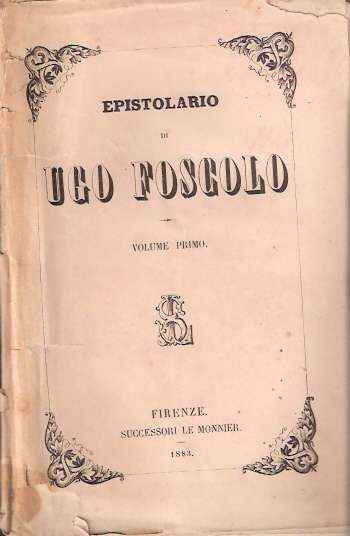 EPISTOLARIO
DI
UGO FOSCOLO
VOLUME PRIMO.
FIRENZE.
SUCCESSORI LE MONNIER.
1883.